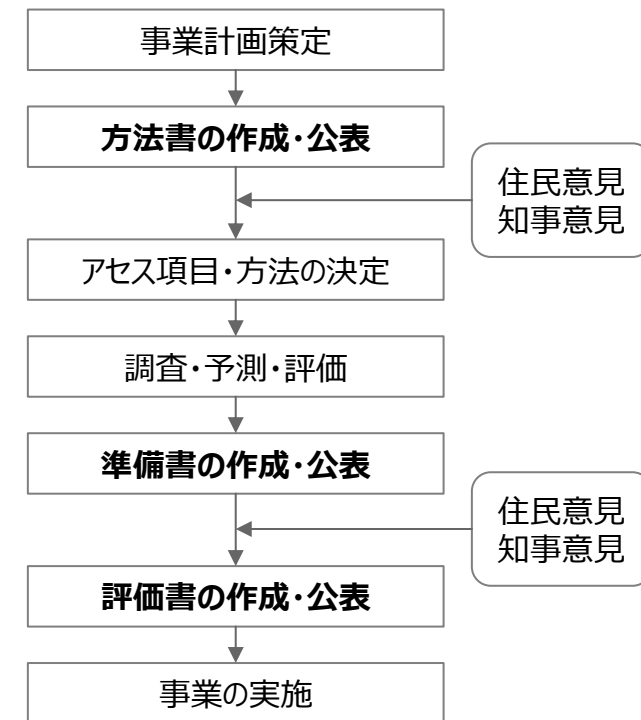 事業計画策定
方法書の作成・公表
住民意見
知事意見
アセス項目・方法の決定
調査・予測・評価
準備書の作成・公表
住民意見
知事意見
評価書の作成・公表
事業の実施